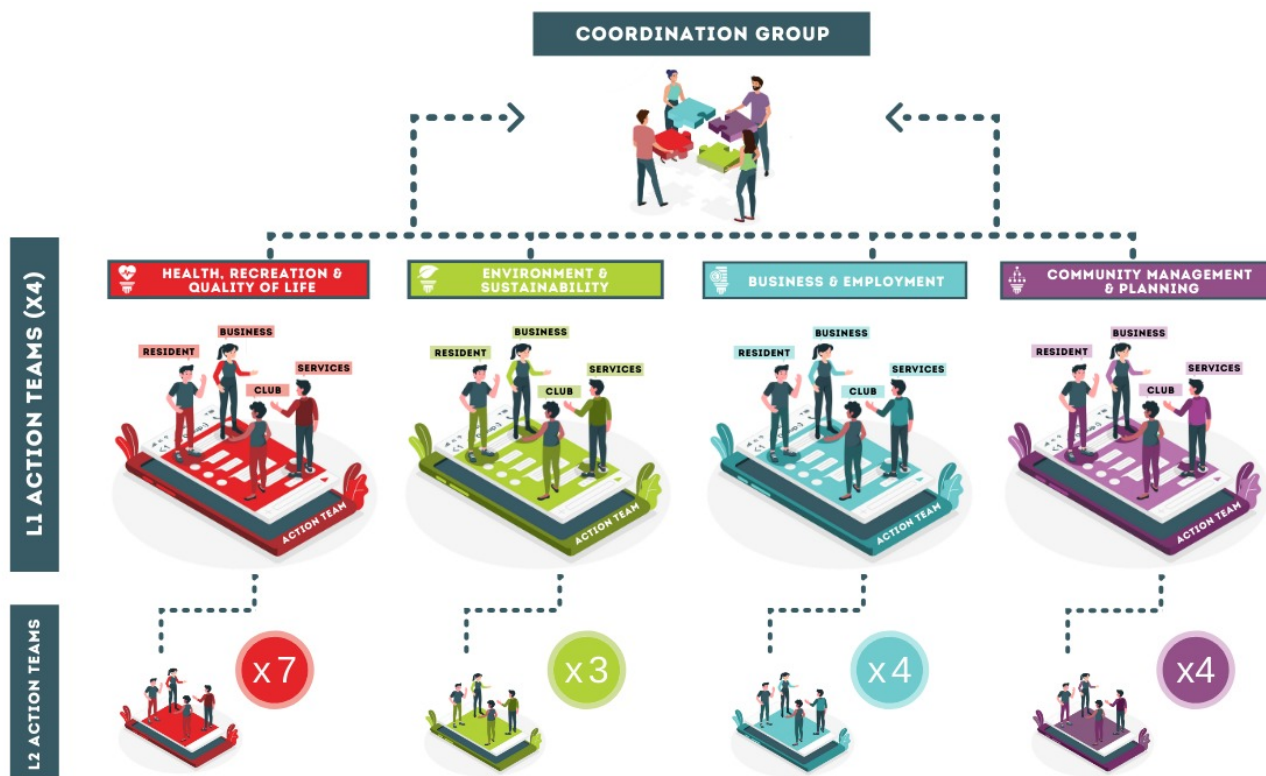 COORDINATION GROUP
L1 ACTION TEAMS (X4)
HEALTH, RECREATION &
QUALITY OF LIFE
ENVIRONMENT &
SUSTAINABILITY
BUSINESS & EMPLOYMENT
COMMUNITY MANAGEMENT
& PLANNING
BUSINESS
RESIDENT
SERVICES
CLUB
ACTION TEAM
BUSINESS
RESIDENT
SERVICES
CLUB
ACTION TEAM
BUSINESS
RESIDENT
SERVICES
CLUB
ACTION TEAM
BUSINESS
RESIDENT
SERVICES
CLUB
ACTION TEAM
L2 ACTION TEAMS
x7
x3
x4
x4